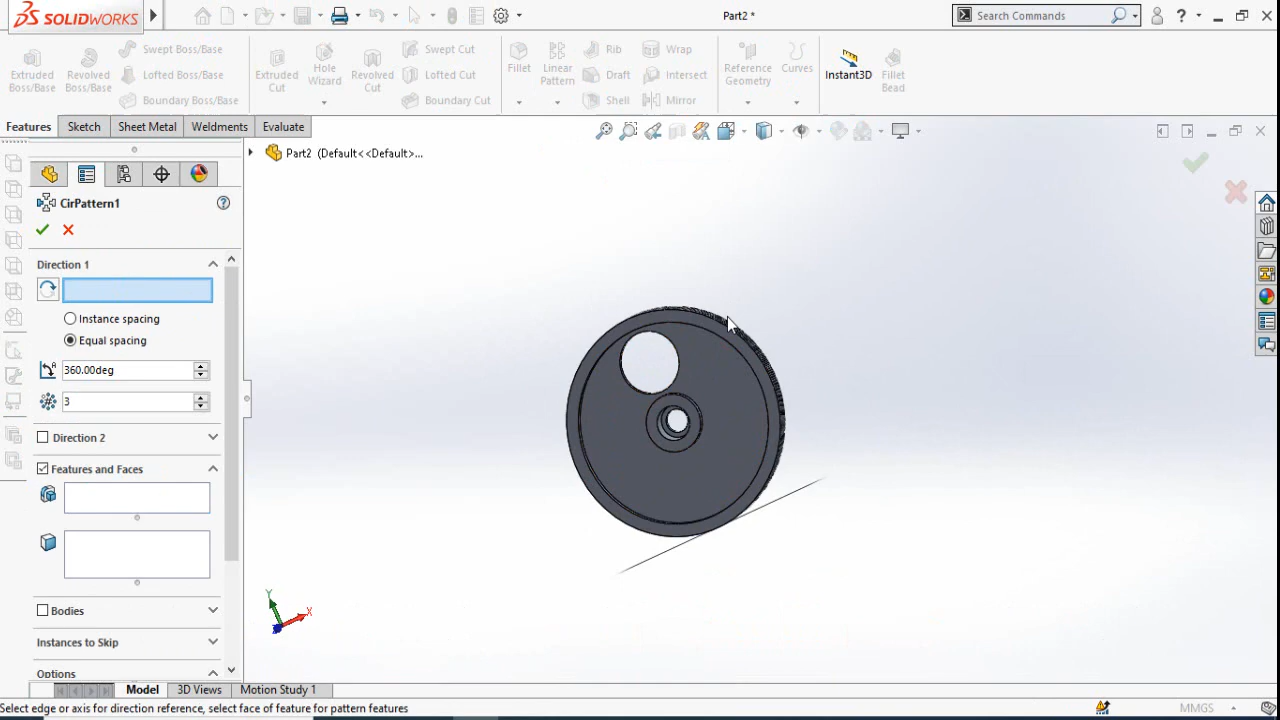 SOLIDWORKS
Part2 *
Search Commands
?
Extruded Boss/Base
Revolved Boss/Base
Swept Boss/Base
Lofted Boss/Base
Boundary Boss/Base
Extruded Cut
Hole Wizard
Revolved Cut
Swept Cut
Lofted Cut
Boundary Cut
Fillet
Linear Pattern
Rib
Draft
Shell
Wrap
Intersect
Mirror
Reference Geometry
Curves
Instant3D
Fillet Bead
Features
Sketch
Sheet Metal
Weldments
Evaluate
Part2 (Default<<Default>...
CirPattern1
?
Direction 1
Instance spacing
Equal spacing
360.00deg
3
Direction 2
Features and Faces
Bodies
Instances to Skip
Options
Y
X
Model
3D Views
Motion Study 1
Select edge or axis for direction reference, select face of feature for pattern features
MMGS